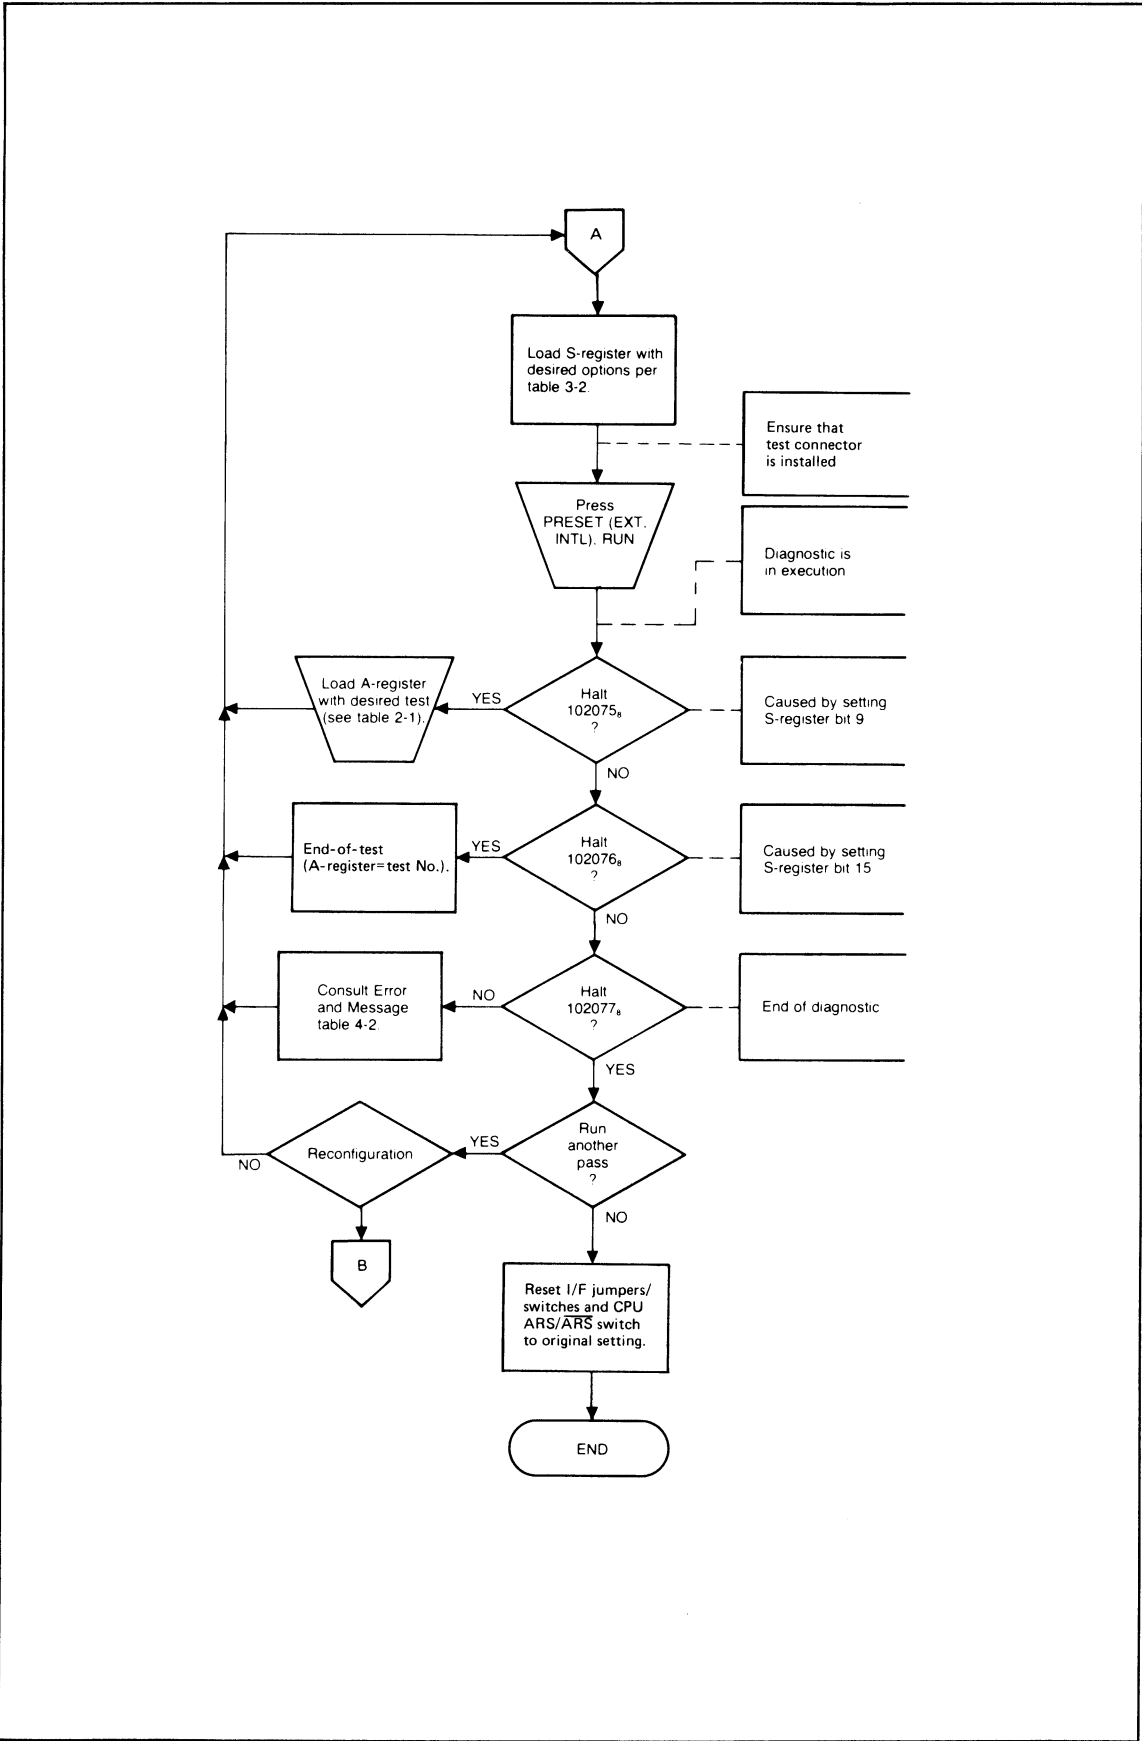 A
Load S-register with
desired options per
table 3-2.
Ensure that
test connector
is installed
Press
PRESET (EXT.
INTL). RUN
Diagnostic is
in execution
Load A-register
with desired test
(see table 2-1).
YES
Halt
102075₈
?
Caused by setting
S-register bit 9
NO
End-of-test
(A-register=test No.).
YES
Halt
102076₈
?
Caused by setting
S-register bit 15
NO
Consult Error
and Message
table 4-2.
NO
Halt
102077₈
?
End of diagnostic
YES
NO
Reconfiguration
YES
Run
another
pass
?
NO
B
Reset I/F jumpers/
switches and CPU
ARS/A̅R̅S̅ switch
to original setting.
END